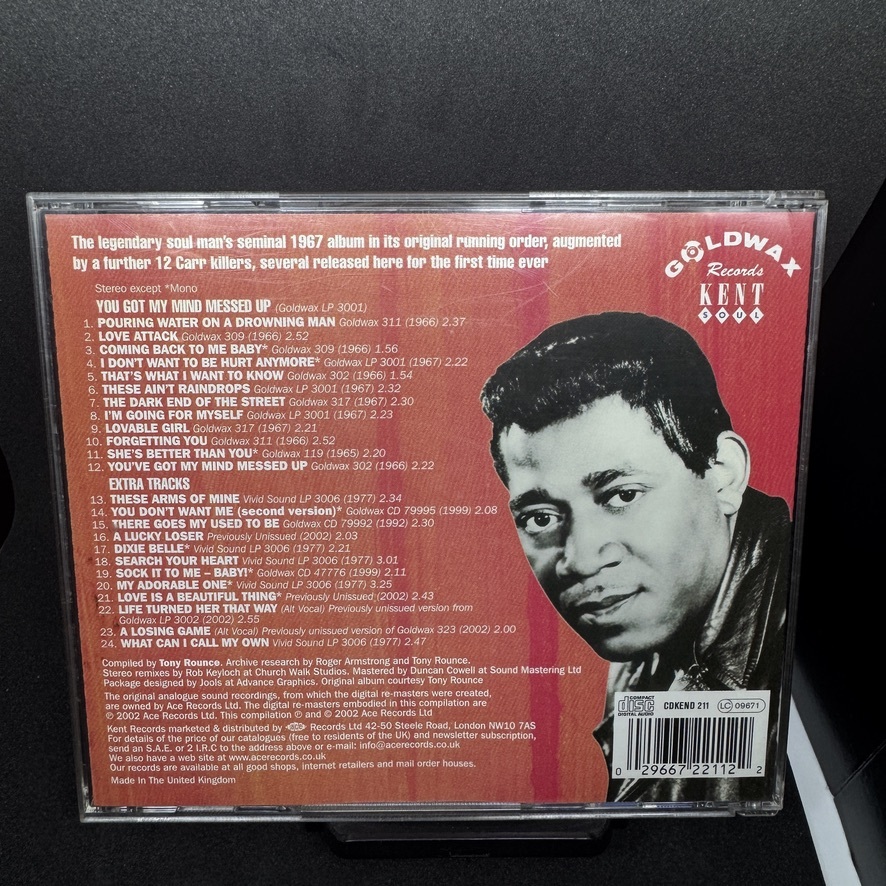 The legendary soul man's seminal 1967 album in its original running order, augmented
by a further 12 Carr killers, several released here for the first time ever
GOLDWAX
Records
KENT
SOUL
Stereo except *Mono
YOU GOT MY MIND MESSED UP (Goldwax LP 3001)
1. POURING WATER ON A DROWNING MAN Goldwax 311 (1966) 2.37
2. LOVE ATTACK Goldwax 309 (1966) 2.52
3. COMING BACK TO ME BABY* Goldwax 309 (1966) 1.56
4. I DON'T WANT TO BE HURT ANYMORE* Goldwax LP 3001 (1967) 2.22
5. THAT'S WHAT I WANT TO KNOW Goldwax 302 (1966) 1.54
6. THESE AIN'T RAINDROPS Goldwax LP 3001 (1967) 2.32
7. THE DARK END OF THE STREET Goldwax 317 (1967) 2.30
8. I'M GOING FOR MYSELF Goldwax LP 3001 (1967) 2.23
9. LOVABLE GIRL Goldwax 317 (1967) 2.21
10. FORGETTING YOU Goldwax 311 (1966) 2.52
11. SHE'S BETTER THAN YOU* Goldwax 119 (1965) 2.20
12. YOU'VE GOT MY MIND MESSED UP Goldwax 302 (1966) 2.22
EXTRA TRACKS
13. THESE ARMS OF MINE Vivid Sound LP 3006 (1977) 2.34
14. YOU DON'T WANT ME (second version)* Goldwax CD 79995 (1999) 2.08
15. THERE GOES MY USED TO BE Goldwax CD 79992 (1992) 2.30
16. A LUCKY LOSER Previously Unissued (2002) 2.03
17. DIXIE BELLE* Vivid Sound LP 3006 (1977) 2.21
18. SEARCH YOUR HEART Vivid Sound LP 3006 (1977) 3.01
19. SOCK IT TO ME – BABY!* Goldwax CD 47776 (1999) 2.11
20. MY ADORABLE ONE* Vivid Sound LP 3006 (1977) 3.25
21. LOVE IS A BEAUTIFUL THING* Previously Unissued (2002) 2.43
22. LIFE TURNED HER THAT WAY (Alt Vocal) Previously unissued version from
Goldwax LP 3002 (2002) 2.55
23. A LOSING GAME (Alt Vocal) Previously unissued version of Goldwax 323 (2002) 2.00
24. WHAT CAN I CALL MY OWN Vivid Sound LP 3006 (1977) 2.47
Compiled by Tony Rounce. Archive research by Roger Armstrong and Tony Rounce.
Stereo remixes by Rob Keyloch at Church Walk Studios. Mastered by Duncan Cowell at Sound Mastering Ltd
Package designed by Jools at Advance Graphics. Original album courtesy Tony Rounce
The original analogue sound recordings, from which the digital re-masters were created,
are owned by Ace Records Ltd. The digital re-masters embodied in this compilation are
℗ 2002 Ace Records Ltd. This compilation ℗ and © 2002 Ace Records Ltd
Kent Records marketed & distributed by ACE Records Ltd 42-50 Steele Road, London NW10 7AS
For details of the price of our catalogues (free to residents of the UK) and newsletter subscription,
send an S.A.E. or 2 I.R.C to the address above or e-mail: info@acerecords.co.uk
We also have a web site at www.acerecords.co.uk
Our records are available at all good shops, internet retailers and mail order houses.
Made In The United Kingdom
COMPACT
disc
DIGITAL AUDIO
CDKEND 211
LC 09671
0 29667 22112 2